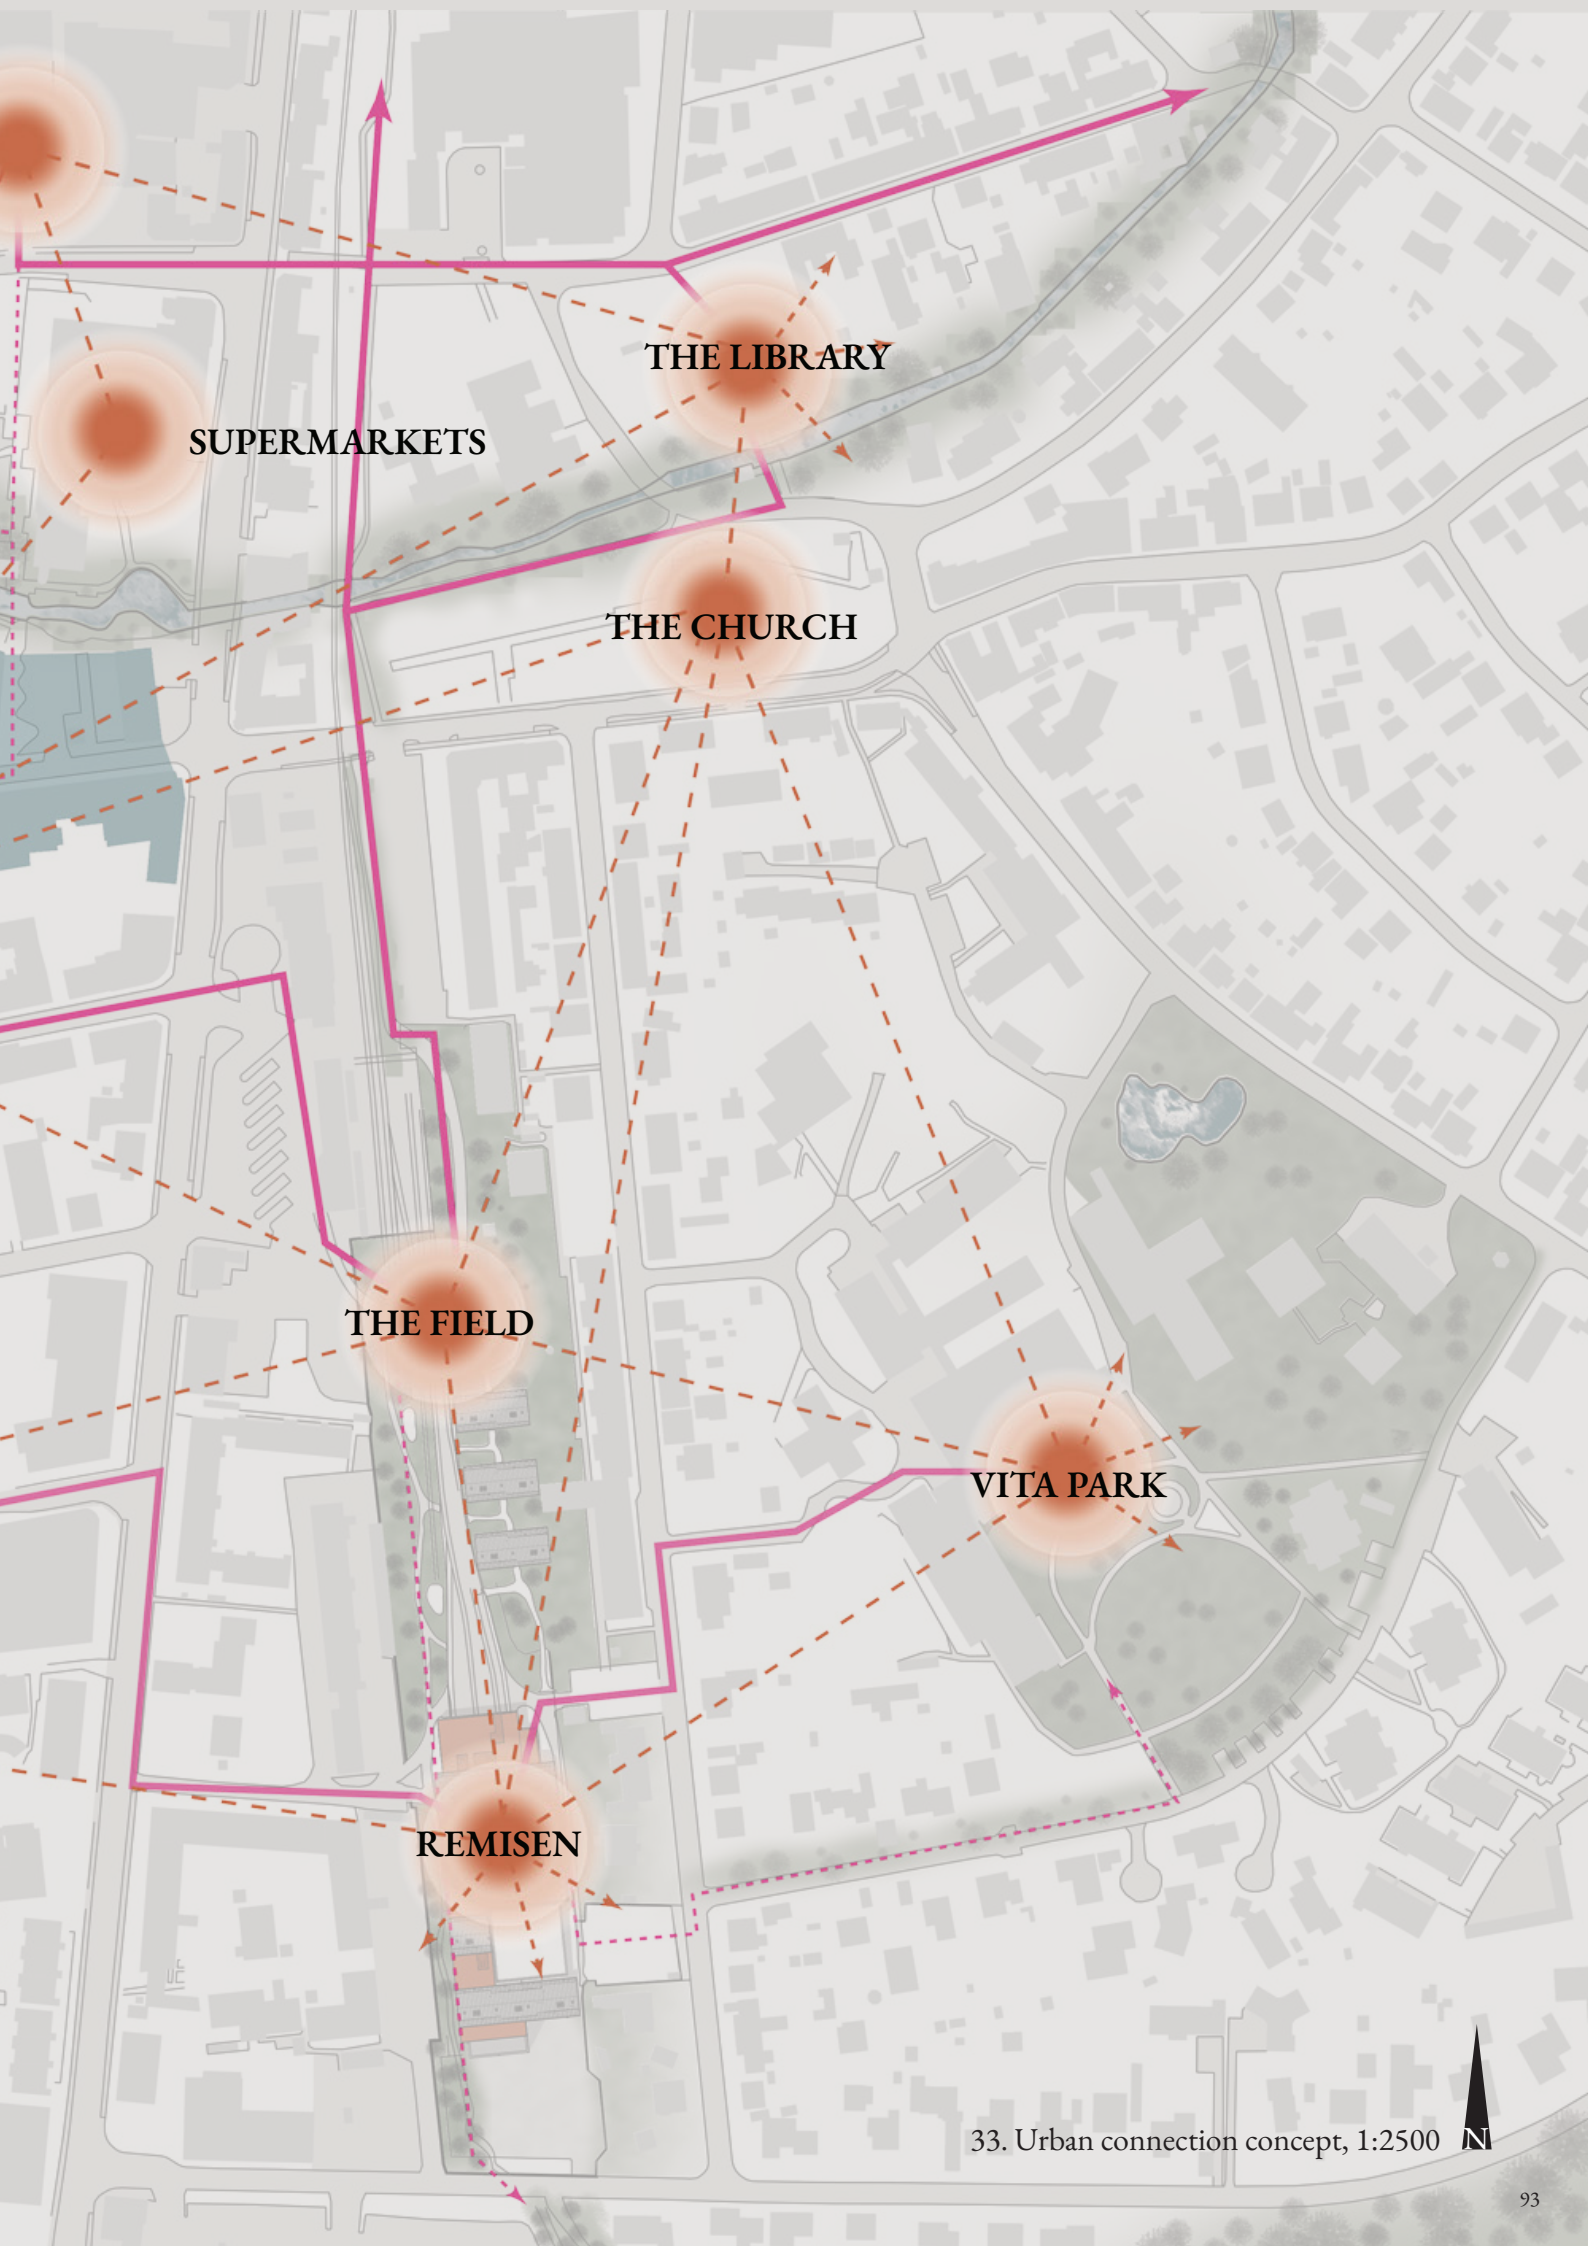 THE LIBRARY
SUPERMARKETS
THE CHURCH
THE FIELD
VITA PARK
REMISEN
33. Urban connection concept, 1:2500
N
93